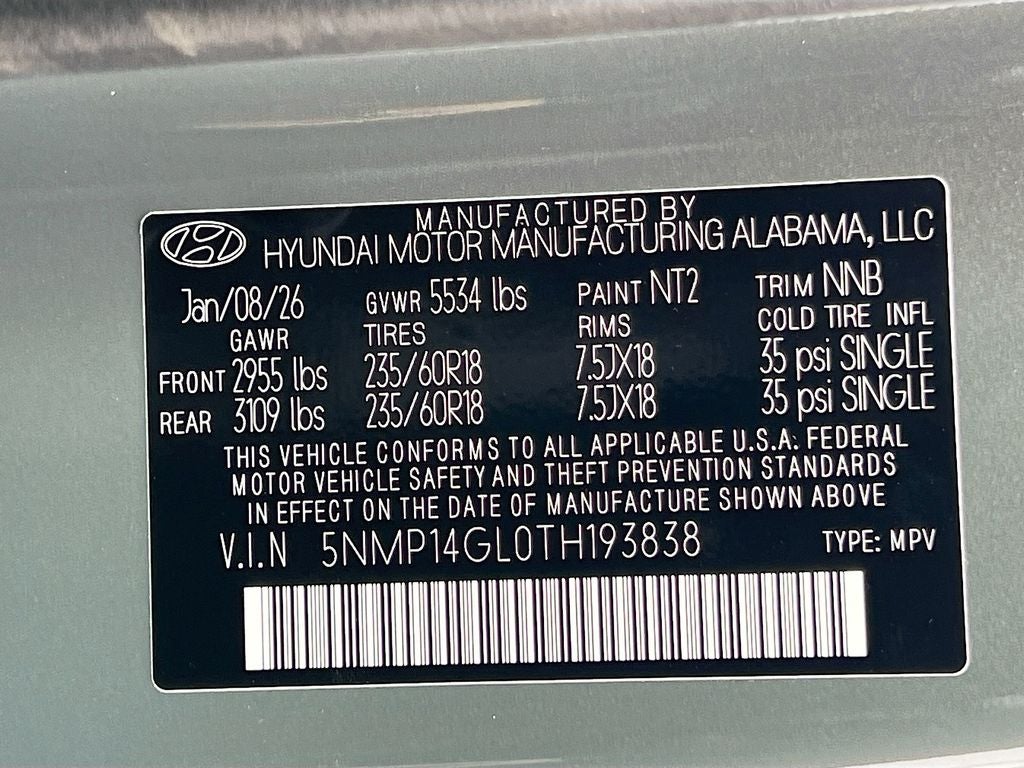 MANUFACTURED BY
HYUNDAI MOTOR MANUFACTURING ALABAMA, LLC
Jan/08/26 GVWR 5534 lbs PAINT NT2 TRIM NNB
GAWR TIRES RIMS COLD TIRE INFL
FRONT 2955 lbs 235/60R18 7.5JX18 35 psi SINGLE
REAR 3109 lbs 235/60R18 7.5JX18 35 psi SINGLE
THIS VEHICLE CONFORMS TO ALL APPLICABLE U.S.A. FEDERAL
MOTOR VEHICLE SAFETY AND THEFT PREVENTION STANDARDS
IN EFFECT ON THE DATE OF MANUFACTURE SHOWN ABOVE
V.I.N 5NMP14GL0TH193838 TYPE: MPV